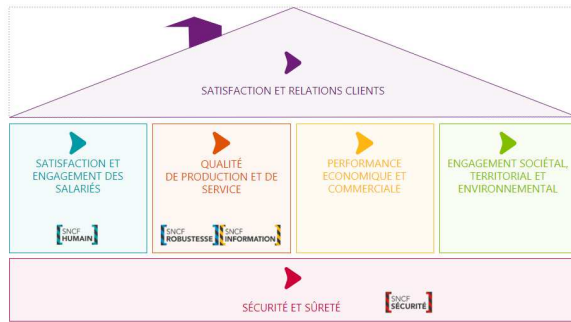 SATISFACTION ET RELATIONS CLIENTS
SATISFACTION ET
ENGAGEMENT DES
SALARIÉS
SNCF
HUMAIN
QUALITÉ
DE PRODUCTION ET DE
SERVICE
SNCF
ROBUSTESSE
SNCF
INFORMATION
PERFORMANCE
ECONOMIQUE ET
COMMERCIALE
ENGAGEMENT SOCIÉTAL,
TERRITORIAL ET
ENVIRONNEMENTAL
SÉCURITÉ ET SÛRETÉ
SNCF
SÉCURITÉ